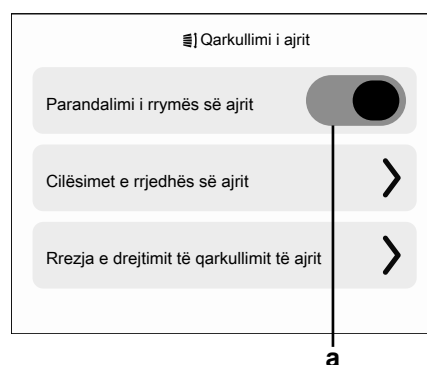 Qarkullimi i ajrit
Parandalimi i rrymës së ajrit
Cilësimet e rrjedhës së ajrit
Rrezja e drejtimit të qarkullimit të ajrit
a